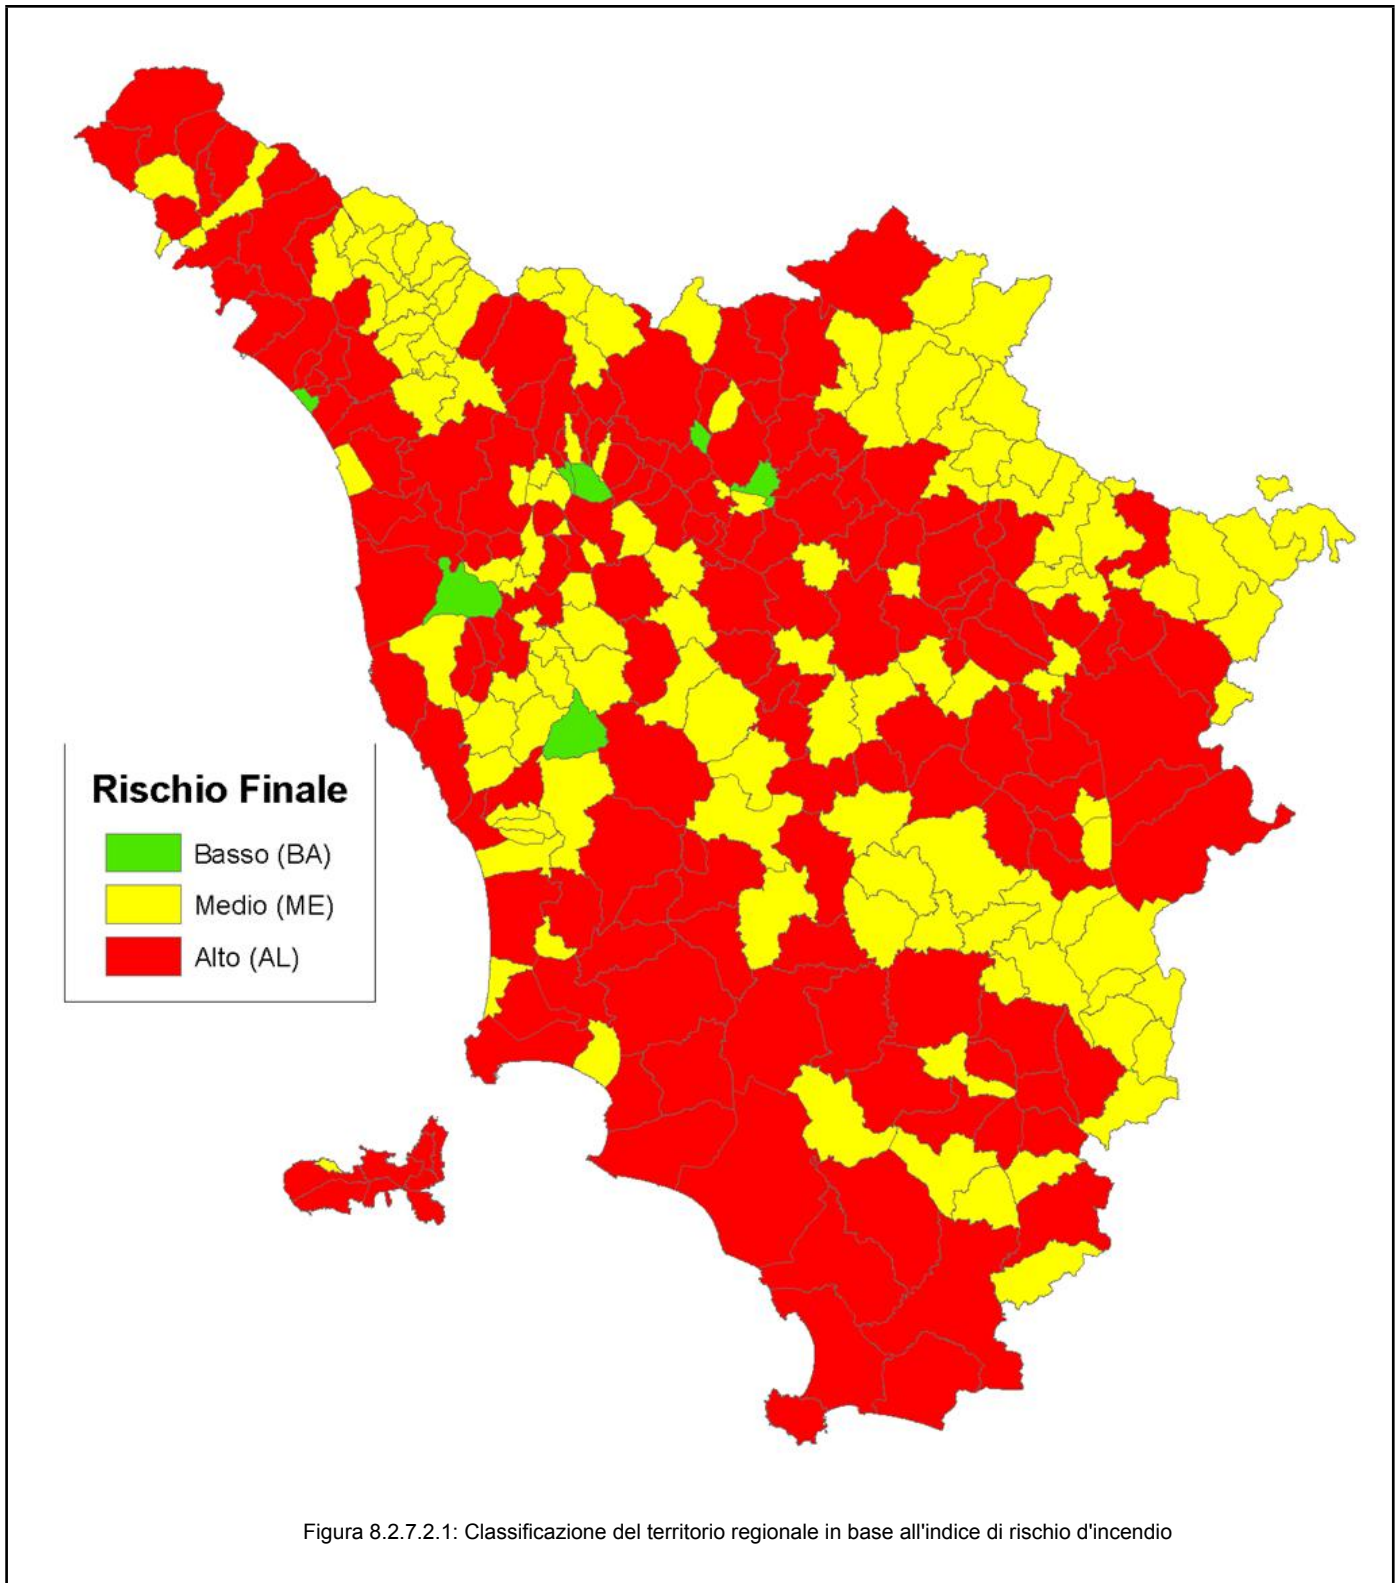 Rischio Finale
Basso (BA)
Medio (ME)
Alto (AL)
Figura 8.2.7.2.1: Classificazione del territorio regionale in base all'indice di rischio d'incendio